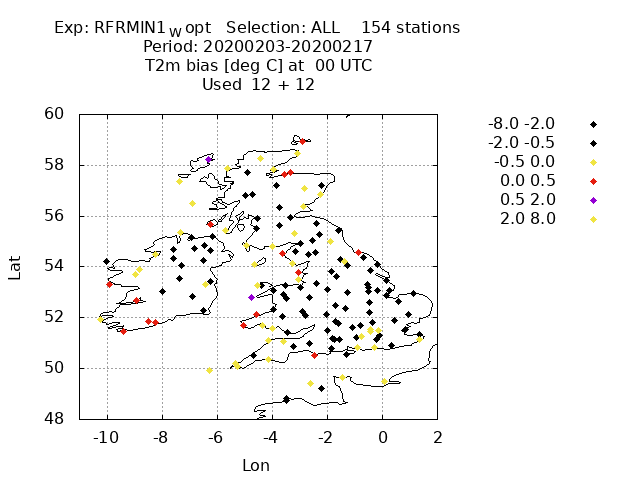 Exp: RFRMIN1_W opt   Selection: ALL    154 stations
Period: 20200203-20200217
T2m bias [deg C] at  00 UTC
Used  12 + 12
-8.0 -2.0
-2.0 -0.5
-0.5 0.0
0.0 0.5
0.5 2.0
2.0 8.0
60
58
56
54
52
50
48
Lat
-10 -8 -6 -4 -2 0 2
Lon